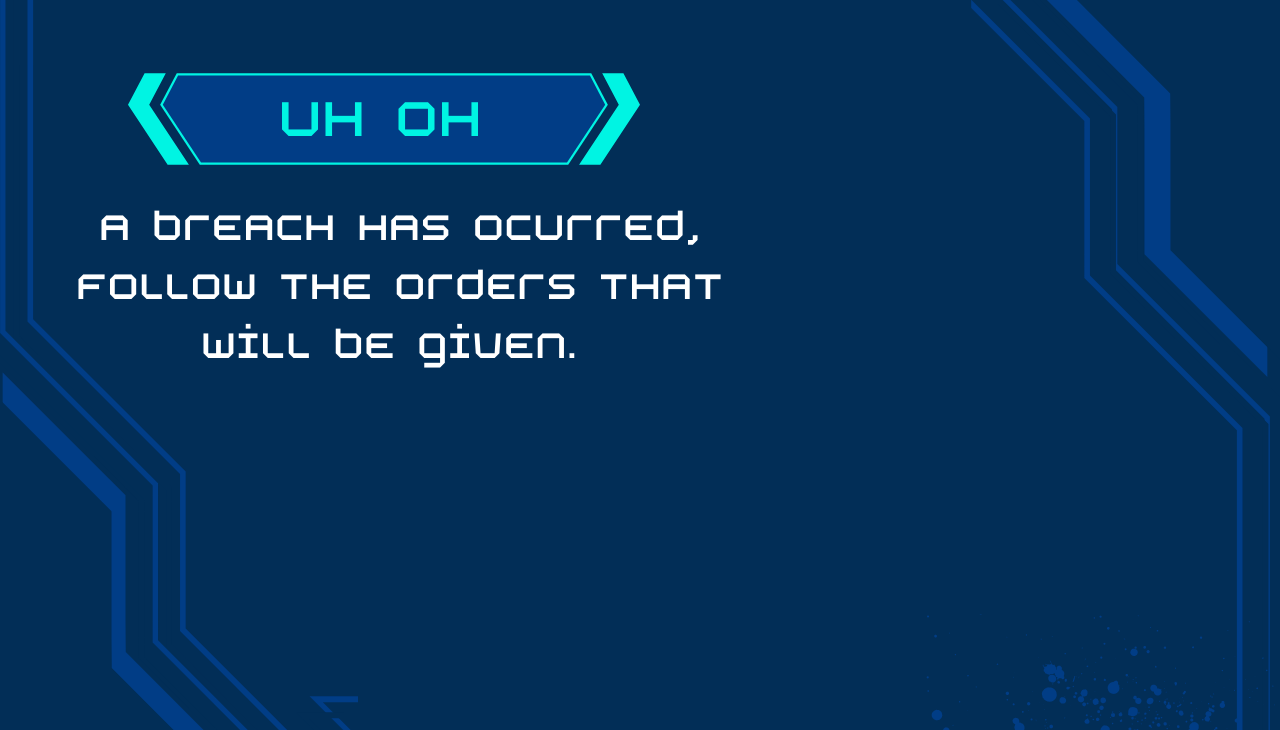 UH OH
A brEACH HAS OCUrrEd,
FOLLOW THE OrdErS THAT
WiLL bE giVEn.